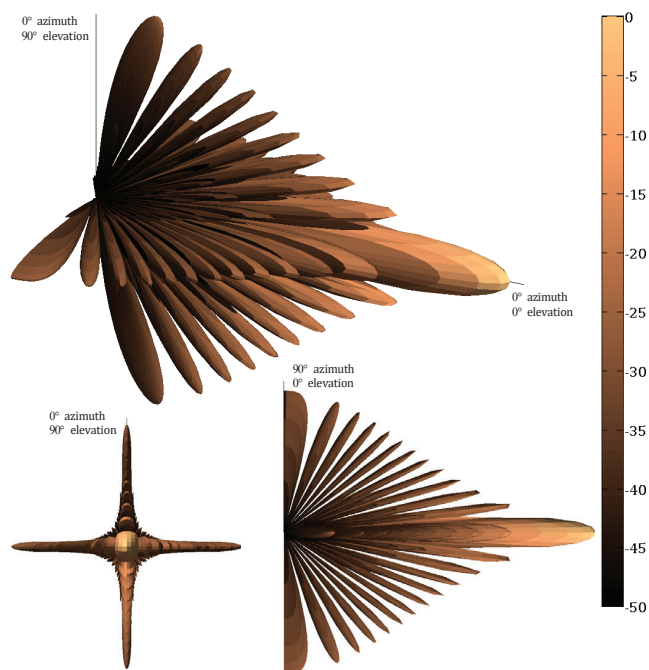 0° azimuth
90° elevation
0
-5
-10
-15
-20
-25
-30
-35
-40
-45
-50
0° azimuth
0° elevation
90° azimuth
0° elevation
0° azimuth
90° elevation